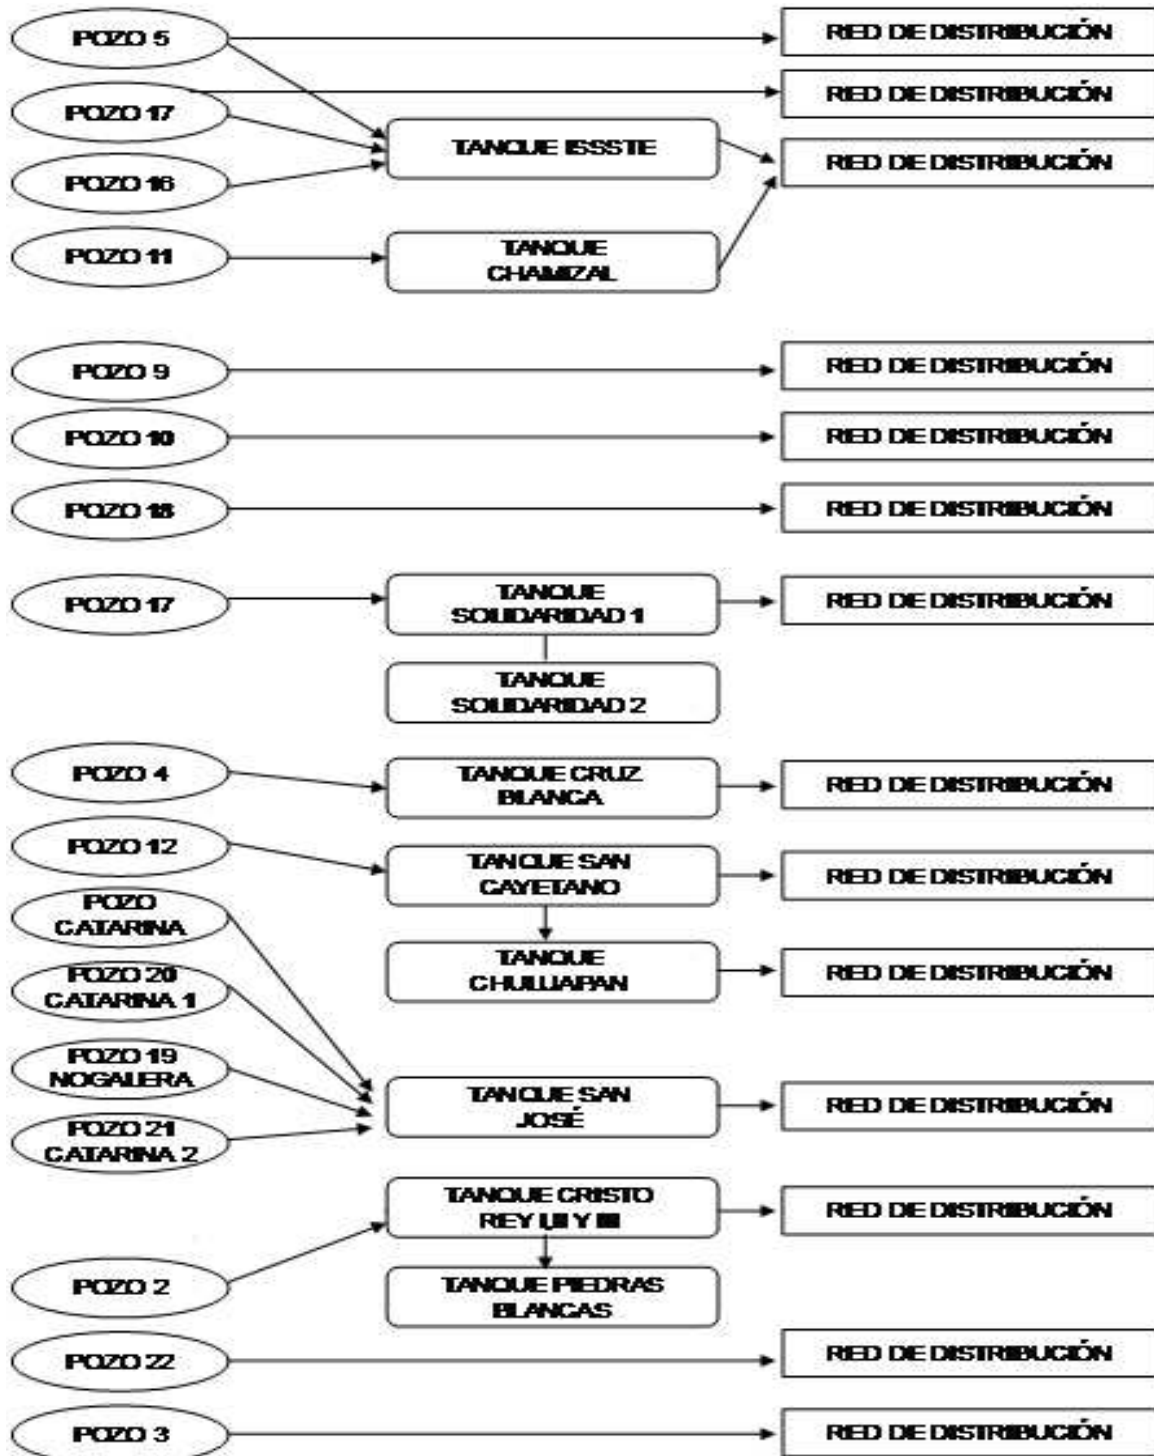 POZO 5
RED DE DISTRIBUCIÓN
POZO 17
RED DE DISTRIBUCIÓN
TANQUE ISSSTE
RED DE DISTRIBUCIÓN
POZO 16
POZO 11
TANQUE
CHAMIZAL
POZO 9
RED DE DISTRIBUCIÓN
POZO 10
RED DE DISTRIBUCIÓN
POZO 18
RED DE DISTRIBUCIÓN
POZO 17
TANQUE
SOLIDARIDAD 1
RED DE DISTRIBUCIÓN
TANQUE
SOLIDARIDAD 2
POZO 4
TANQUE CRUZ
BLANCA
RED DE DISTRIBUCIÓN
POZO 12
TANQUE SAN
CAYETANO
RED DE DISTRIBUCIÓN
POZO
CATARINA
TANQUE
CHULUAPAN
RED DE DISTRIBUCIÓN
POZO 20
CATARINA 1
POZO 19
NOGALERA
TANQUE SAN
JOSÉ
RED DE DISTRIBUCIÓN
POZO 21
CATARINA 2
TANQUE CRISTO
REY I,II Y III
RED DE DISTRIBUCIÓN
POZO 2
TANQUE PIEDRAS
BLANCAS
POZO 22
RED DE DISTRIBUCIÓN
POZO 3
RED DE DISTRIBUCIÓN